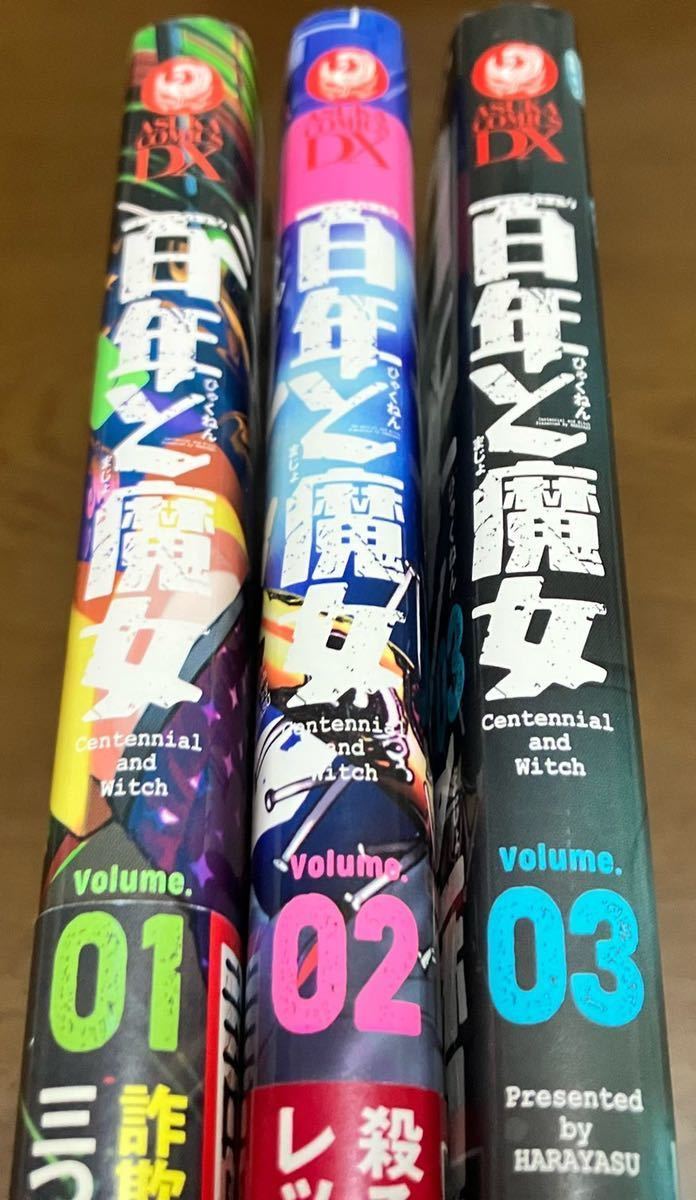 ASUKA
COMICS
DX
百年と魔女
ひゃくねん
まじょ
Centennial
and
Witch
Volume.
01
詐欺
ASUKA
COMICS
DX
百年と魔女
ひゃくねん
まじょ
Centennial
and
Witch
Volume.
02
殺
レッ
ASUKA
COMICS
DX
百年と魔女
ひゃくねん
まじょ
Centennial
and
Witch
Volume.
03
Presented
by
HARAYASU